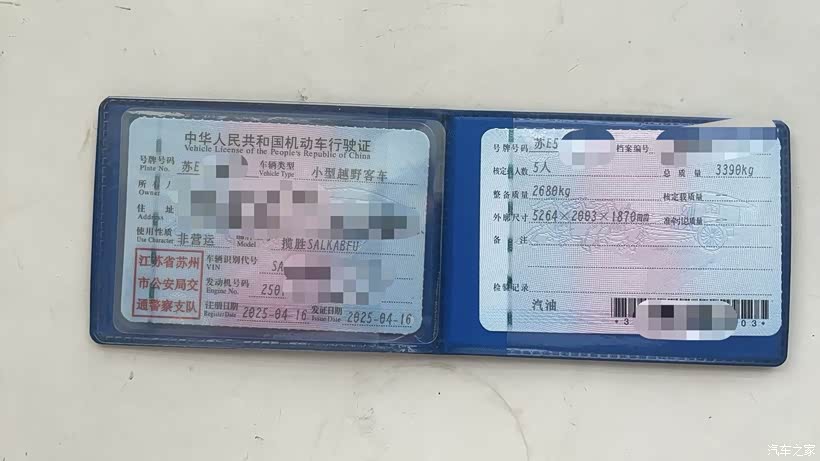 中华人民共和国机动车行驶证
Vehicle License of the People's Republic of China
号牌号码 苏E5 车辆类型 小型越野客车
Plate No. Vehicle Type
所 有 人
Owner
住 址
Address
使用性质 非营运 揽胜SALKABFU
Use Character Model
江苏省苏州
市公安局交
通警察支队
车辆识别代号 SA
VIN
发动机号码 250
Engine No.
注册日期 2025-04-16 发证日期 2025-04-16
Register Date Issue Date
号牌号码 苏E5 档案编号
核定人数 5人 总 质 量 3390kg
整备质量 2680kg 核定载质量
外廓尺寸 5264×2003×1870 准牵引总质量
备 注
检验记录
汽油
*3 03*
汽车之家